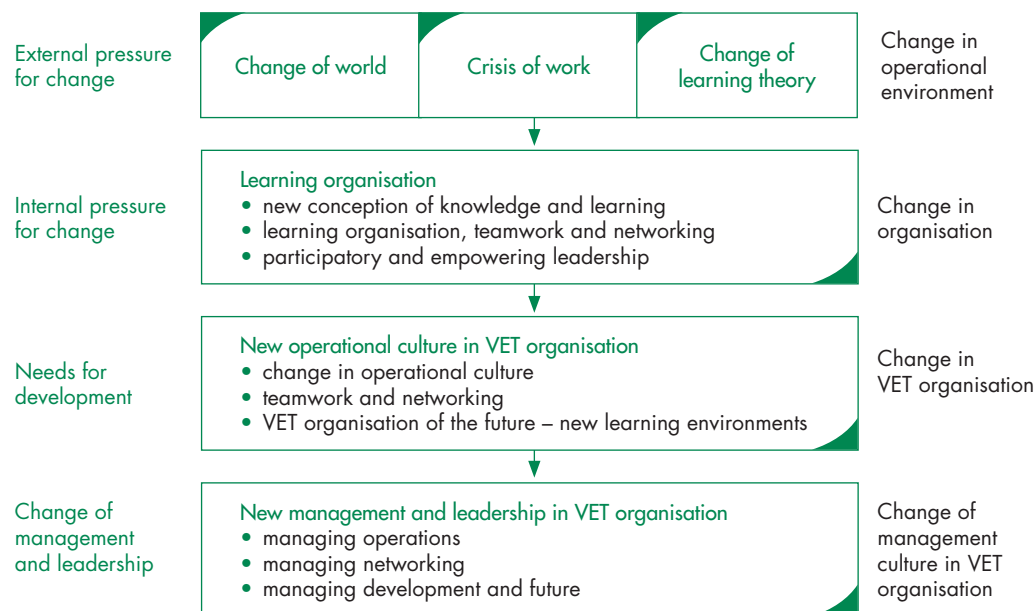 External pressure
for change
Change of world
Crisis of work
Change of
learning theory
Change in
operational
environment
Internal pressure
for change
Learning organisation
• new conception of knowledge and learning
• learning organisation, teamwork and networking
• participatory and empowering leadership
Change in
organisation
Needs for
development
New operational culture in VET organisation
• change in operational culture
• teamwork and networking
• VET organisation of the future – new learning environments
Change in
VET organisation
Change of
management
and leadership
New management and leadership in VET organisation
• managing operations
• managing networking
• managing development and future
Change of
management
culture in VET
organisation